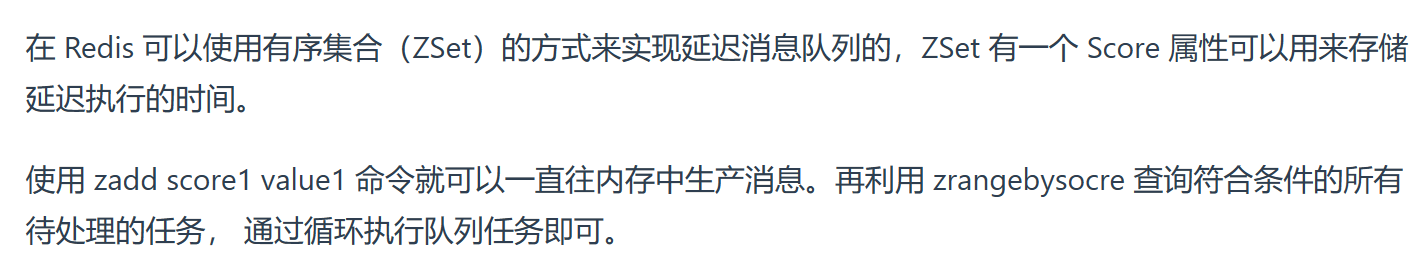 在 Redis 可以使用有序集合（ZSet）的方式来实现延迟消息队列的，ZSet 有一个 Score 属性可以用来存储
延迟执行的时间。
使用 zadd score1 value1 命令就可以一直往内存中生产消息。再利用 zrangebysocre 查询符合条件的所有
待处理的任务， 通过循环执行队列任务即可。